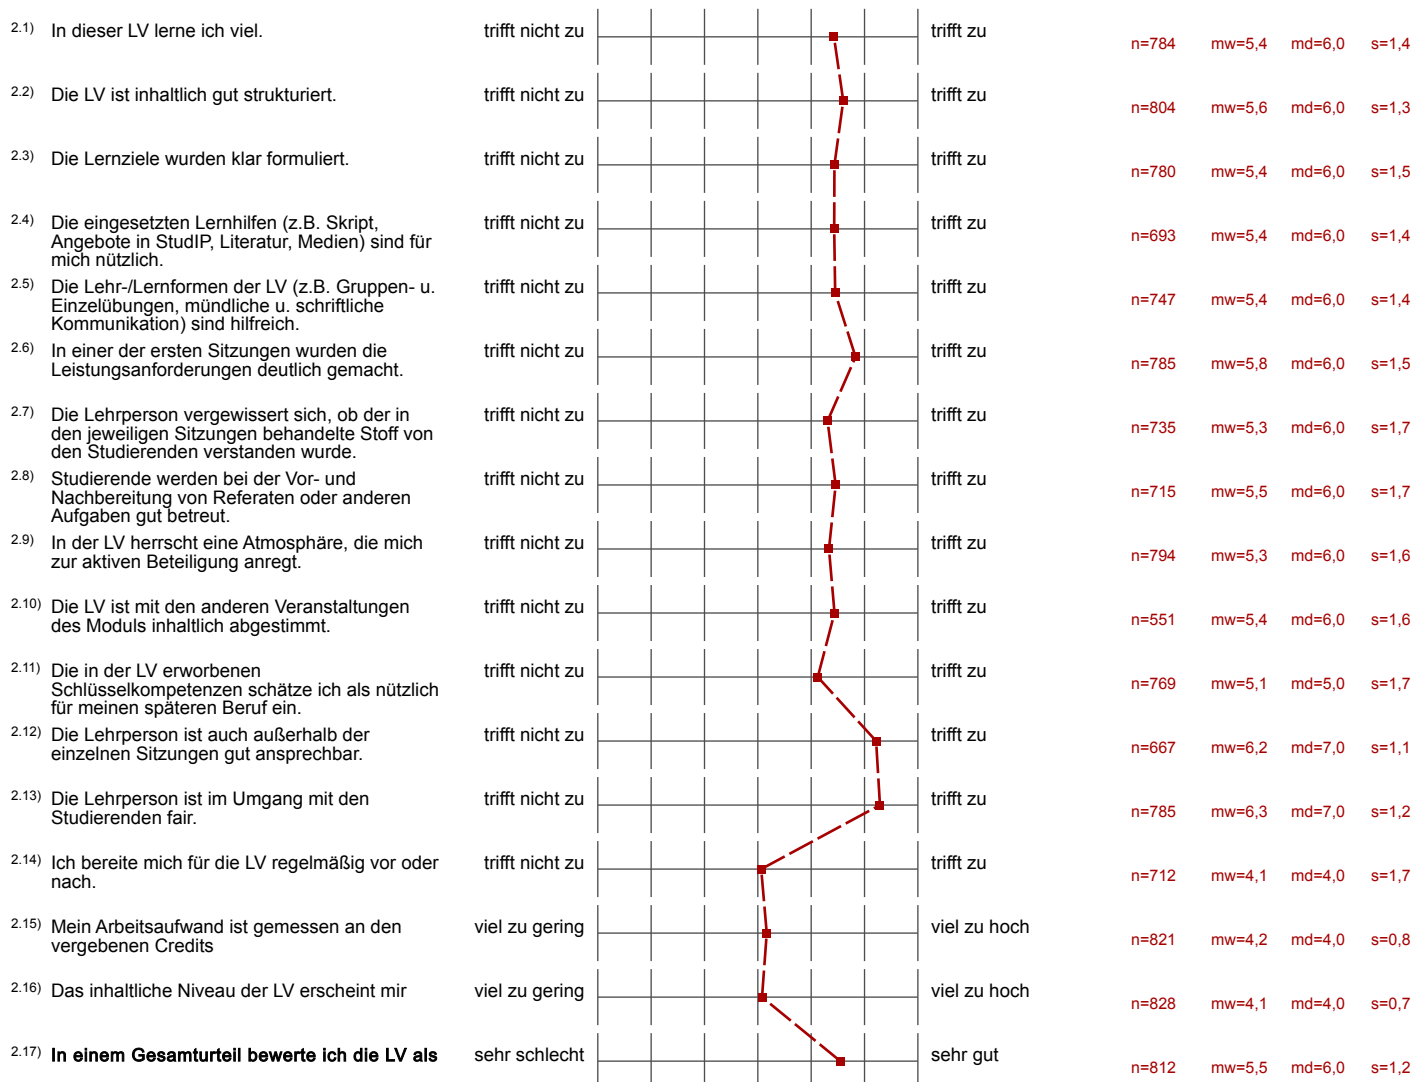 2.1) In dieser LV lerne ich viel. trifft nicht zu trifft zu n=784 mw=5,4 md=6,0 s=1,4
2.2) Die LV ist inhaltlich gut strukturiert. trifft nicht zu trifft zu n=804 mw=5,6 md=6,0 s=1,3
2.3) Die Lernziele wurden klar formuliert. trifft nicht zu trifft zu n=780 mw=5,4 md=6,0 s=1,5
2.4) Die eingesetzten Lernhilfen (z.B. Skript, trifft nicht zu trifft zu n=693 mw=5,4 md=6,0 s=1,4
Angebote in StudIP, Literatur, Medien) sind für
mich nützlich.
2.5) Die Lehr-/Lernformen der LV (z.B. Gruppen- u. trifft nicht zu trifft zu n=747 mw=5,4 md=6,0 s=1,4
Einzelübungen, mündliche u. schriftliche
Kommunikation) sind hilfreich.
2.6) In einer der ersten Sitzungen wurden die trifft nicht zu trifft zu n=785 mw=5,8 md=6,0 s=1,5
Leistungsanforderungen deutlich gemacht.
2.7) Die Lehrperson vergewissert sich, ob der in trifft nicht zu trifft zu n=735 mw=5,3 md=6,0 s=1,7
den jeweiligen Sitzungen behandelte Stoff von
den Studierenden verstanden wurde.
2.8) Studierende werden bei der Vor- und trifft nicht zu trifft zu n=715 mw=5,5 md=6,0 s=1,7
Nachbereitung von Referaten oder anderen
Aufgaben gut betreut.
2.9) In der LV herrscht eine Atmosphäre, die mich trifft nicht zu trifft zu n=794 mw=5,3 md=6,0 s=1,6
zur aktiven Beteiligung anregt.
2.10) Die LV ist mit den anderen Veranstaltungen trifft nicht zu trifft zu n=551 mw=5,4 md=6,0 s=1,6
des Moduls inhaltlich abgestimmt.
2.11) Die in der LV erworbenen trifft nicht zu trifft zu n=769 mw=5,1 md=5,0 s=1,7
Schlüsselkompetenzen schätze ich als nützlich
für meinen späteren Beruf ein.
2.12) Die Lehrperson ist auch außerhalb der trifft nicht zu trifft zu n=667 mw=6,2 md=7,0 s=1,1
einzelnen Sitzungen gut ansprechbar.
2.13) Die Lehrperson ist im Umgang mit den trifft nicht zu trifft zu n=785 mw=6,3 md=7,0 s=1,2
Studierenden fair.
2.14) Ich bereite mich für die LV regelmäßig vor oder trifft nicht zu trifft zu n=712 mw=4,1 md=4,0 s=1,7
nach.
2.15) Mein Arbeitsaufwand ist gemessen an den viel zu gering viel zu hoch n=821 mw=4,2 md=4,0 s=0,8
vergebenen Credits
2.16) Das inhaltliche Niveau der LV erscheint mir viel zu gering viel zu hoch n=828 mw=4,1 md=4,0 s=0,7
2.17) In einem Gesamturteil bewerte ich die LV als sehr schlecht sehr gut n=812 mw=5,5 md=6,0 s=1,2